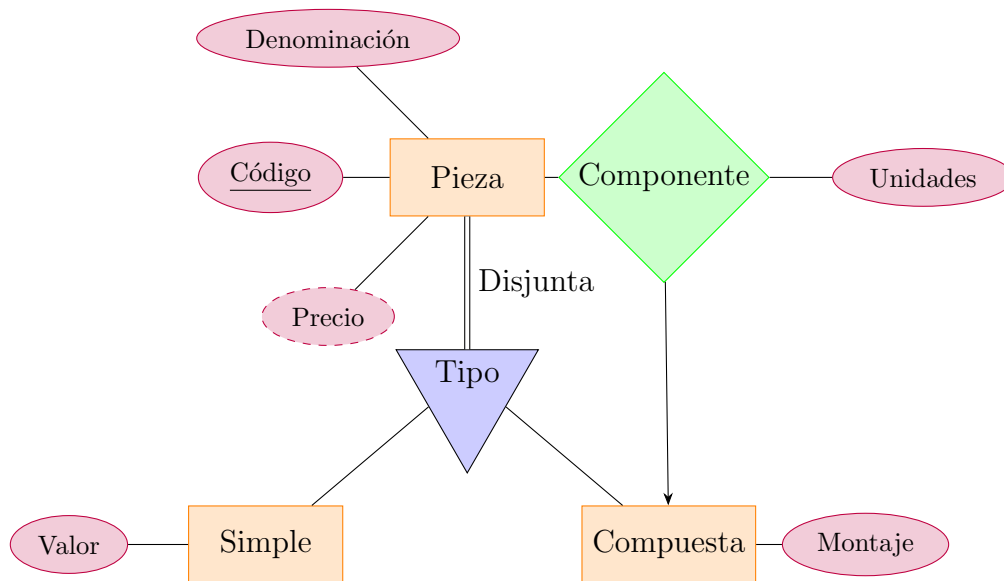 Denominación
Código
Pieza
Componente
Unidades
Disjunta
Precio
Tipo
Valor
Simple
Compuesta
Montaje